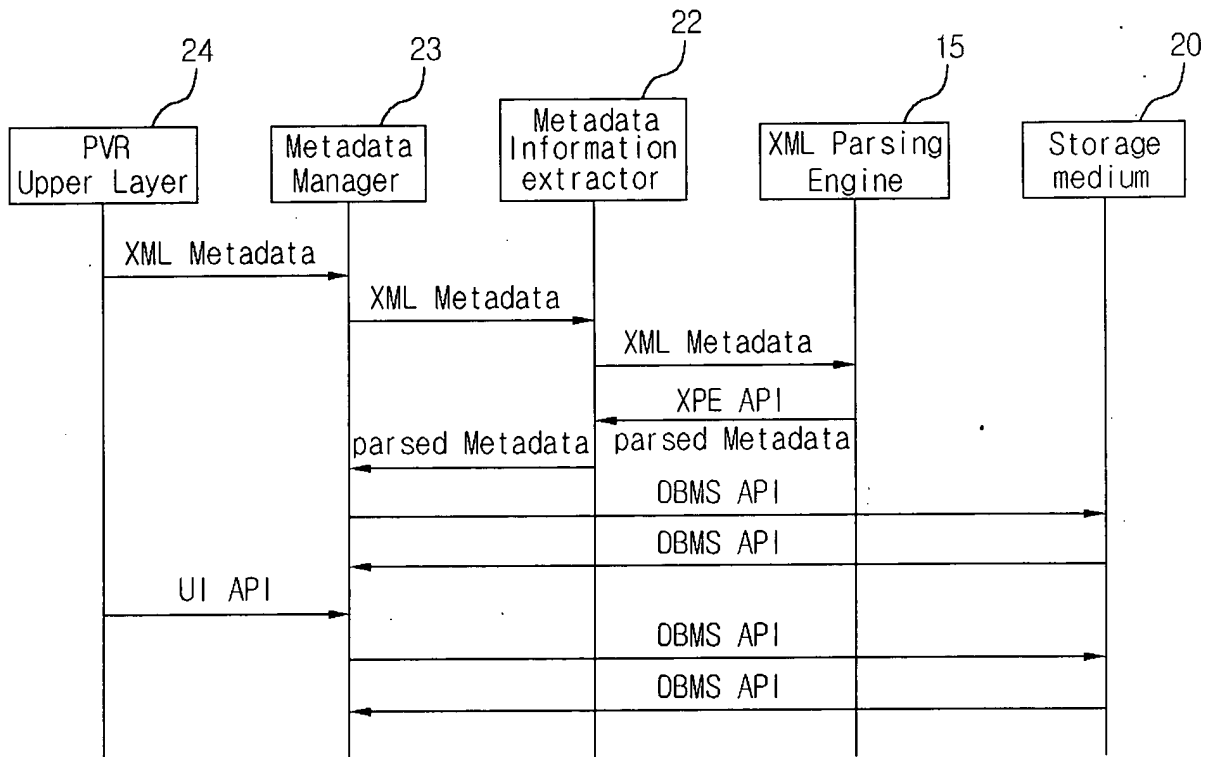 24
23
22
15
20
PVR
Upper Layer
Metadata
Manager
Metadata
Information
extractor
XML Parsing
Engine
Storage
medium
XML Metadata
XML Metadata
XML Metadata
XPE API
parsed Metadata
parsed Metadata
DBMS API
DBMS API
UI API
DBMS API
DBMS API